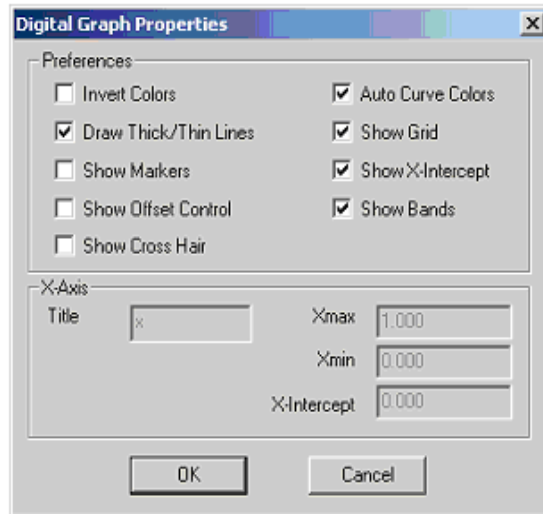 Digital Graph Properties
Preferences
Invert Colors
Auto Curve Colors
Draw Thick/Thin Lines
Show Grid
Show Markers
Show X-Intercept
Show Offset Control
Show Bands
Show Cross Hair
X-Axis
Title x Xmax 1.000
Xmin 0.000
X-Intercept 0.000
OK Cancel